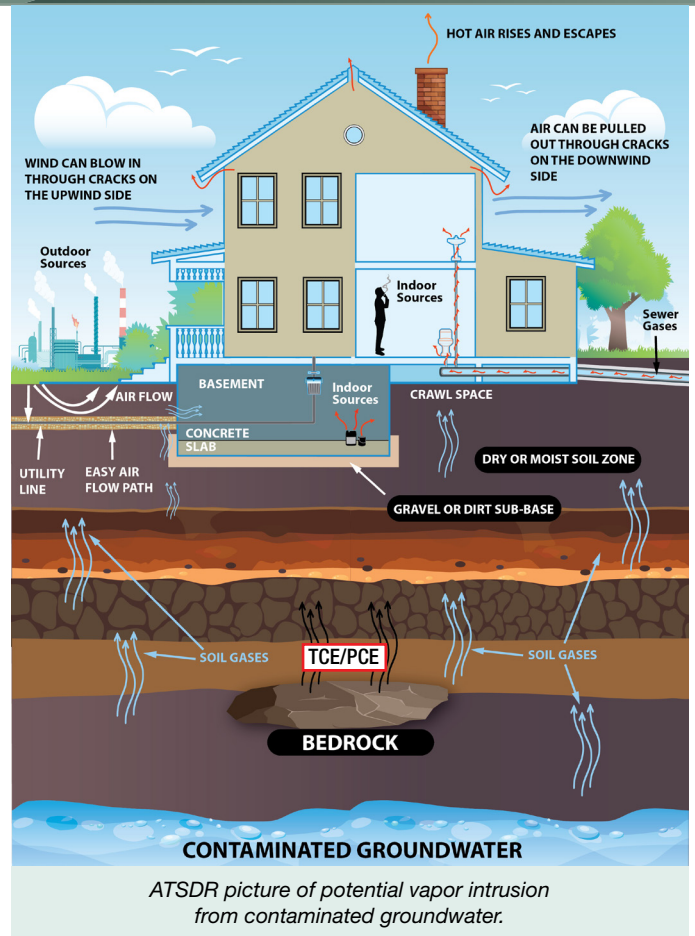 HOT AIR RISES AND ESCAPES
WIND CAN BLOW IN
THROUGH CRACKS ON
THE UPWIND SIDE
AIR CAN BE PULLED
OUT THROUGH CRACKS
ON THE DOWNWIND
SIDE
Outdoor
Sources
Indoor
Sources
Sewer
Gases
AIR FLOW
BASEMENT
Indoor
Sources
CRAWL SPACE
CONCRETE
SLAB
UTILITY
LINE
EASY AIR
FLOW PATH
DRY OR MOIST SOIL ZONE
GRAVEL OR DIRT SUB-BASE
SOIL GASES
TCE/PCE
SOIL GASES
BEDROCK
CONTAMINATED GROUNDWATER
ATSDR picture of potential vapor intrusion
from contaminated groundwater.